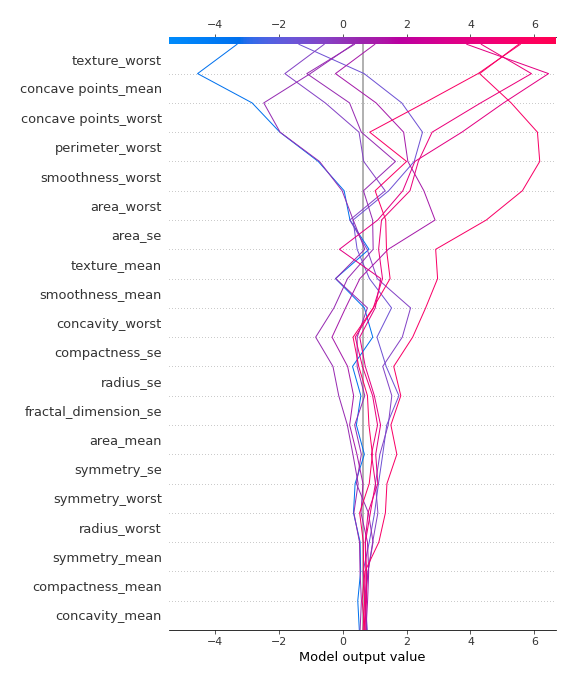 −4 −2 0 2 4 6
texture_worst
concave points_mean
concave points_worst
perimeter_worst
smoothness_worst
area_worst
area_se
texture_mean
smoothness_mean
concavity_worst
compactness_se
radius_se
fractal_dimension_se
area_mean
symmetry_se
symmetry_worst
radius_worst
symmetry_mean
compactness_mean
concavity_mean
−4 −2 0 2 4 6
Model output value